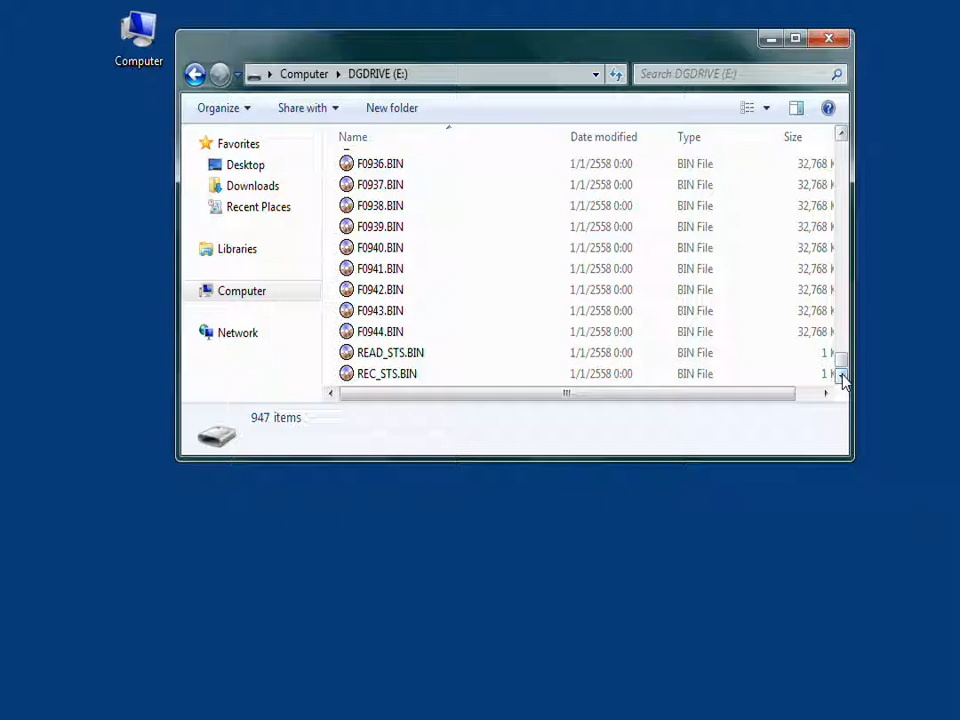 Computer
Computer DGDRIVE (E:)
Search DGDRIVE (E:)
Organize Share with New folder
Name Date modified Type Size
F0936.BIN 1/1/2558 0:00 BIN File 32,768 K
F0937.BIN 1/1/2558 0:00 BIN File 32,768 K
F0938.BIN 1/1/2558 0:00 BIN File 32,768 K
F0939.BIN 1/1/2558 0:00 BIN File 32,768 K
F0940.BIN 1/1/2558 0:00 BIN File 32,768 K
F0941.BIN 1/1/2558 0:00 BIN File 32,768 K
F0942.BIN 1/1/2558 0:00 BIN File 32,768 K
F0943.BIN 1/1/2558 0:00 BIN File 32,768 K
F0944.BIN 1/1/2558 0:00 BIN File 32,768 K
READ_STS.BIN 1/1/2558 0:00 BIN File 1 K
REC_STS.BIN 1/1/2558 0:00 BIN File 1 K
Favorites
Desktop
Downloads
Recent Places
Libraries
Computer
Network
947 items